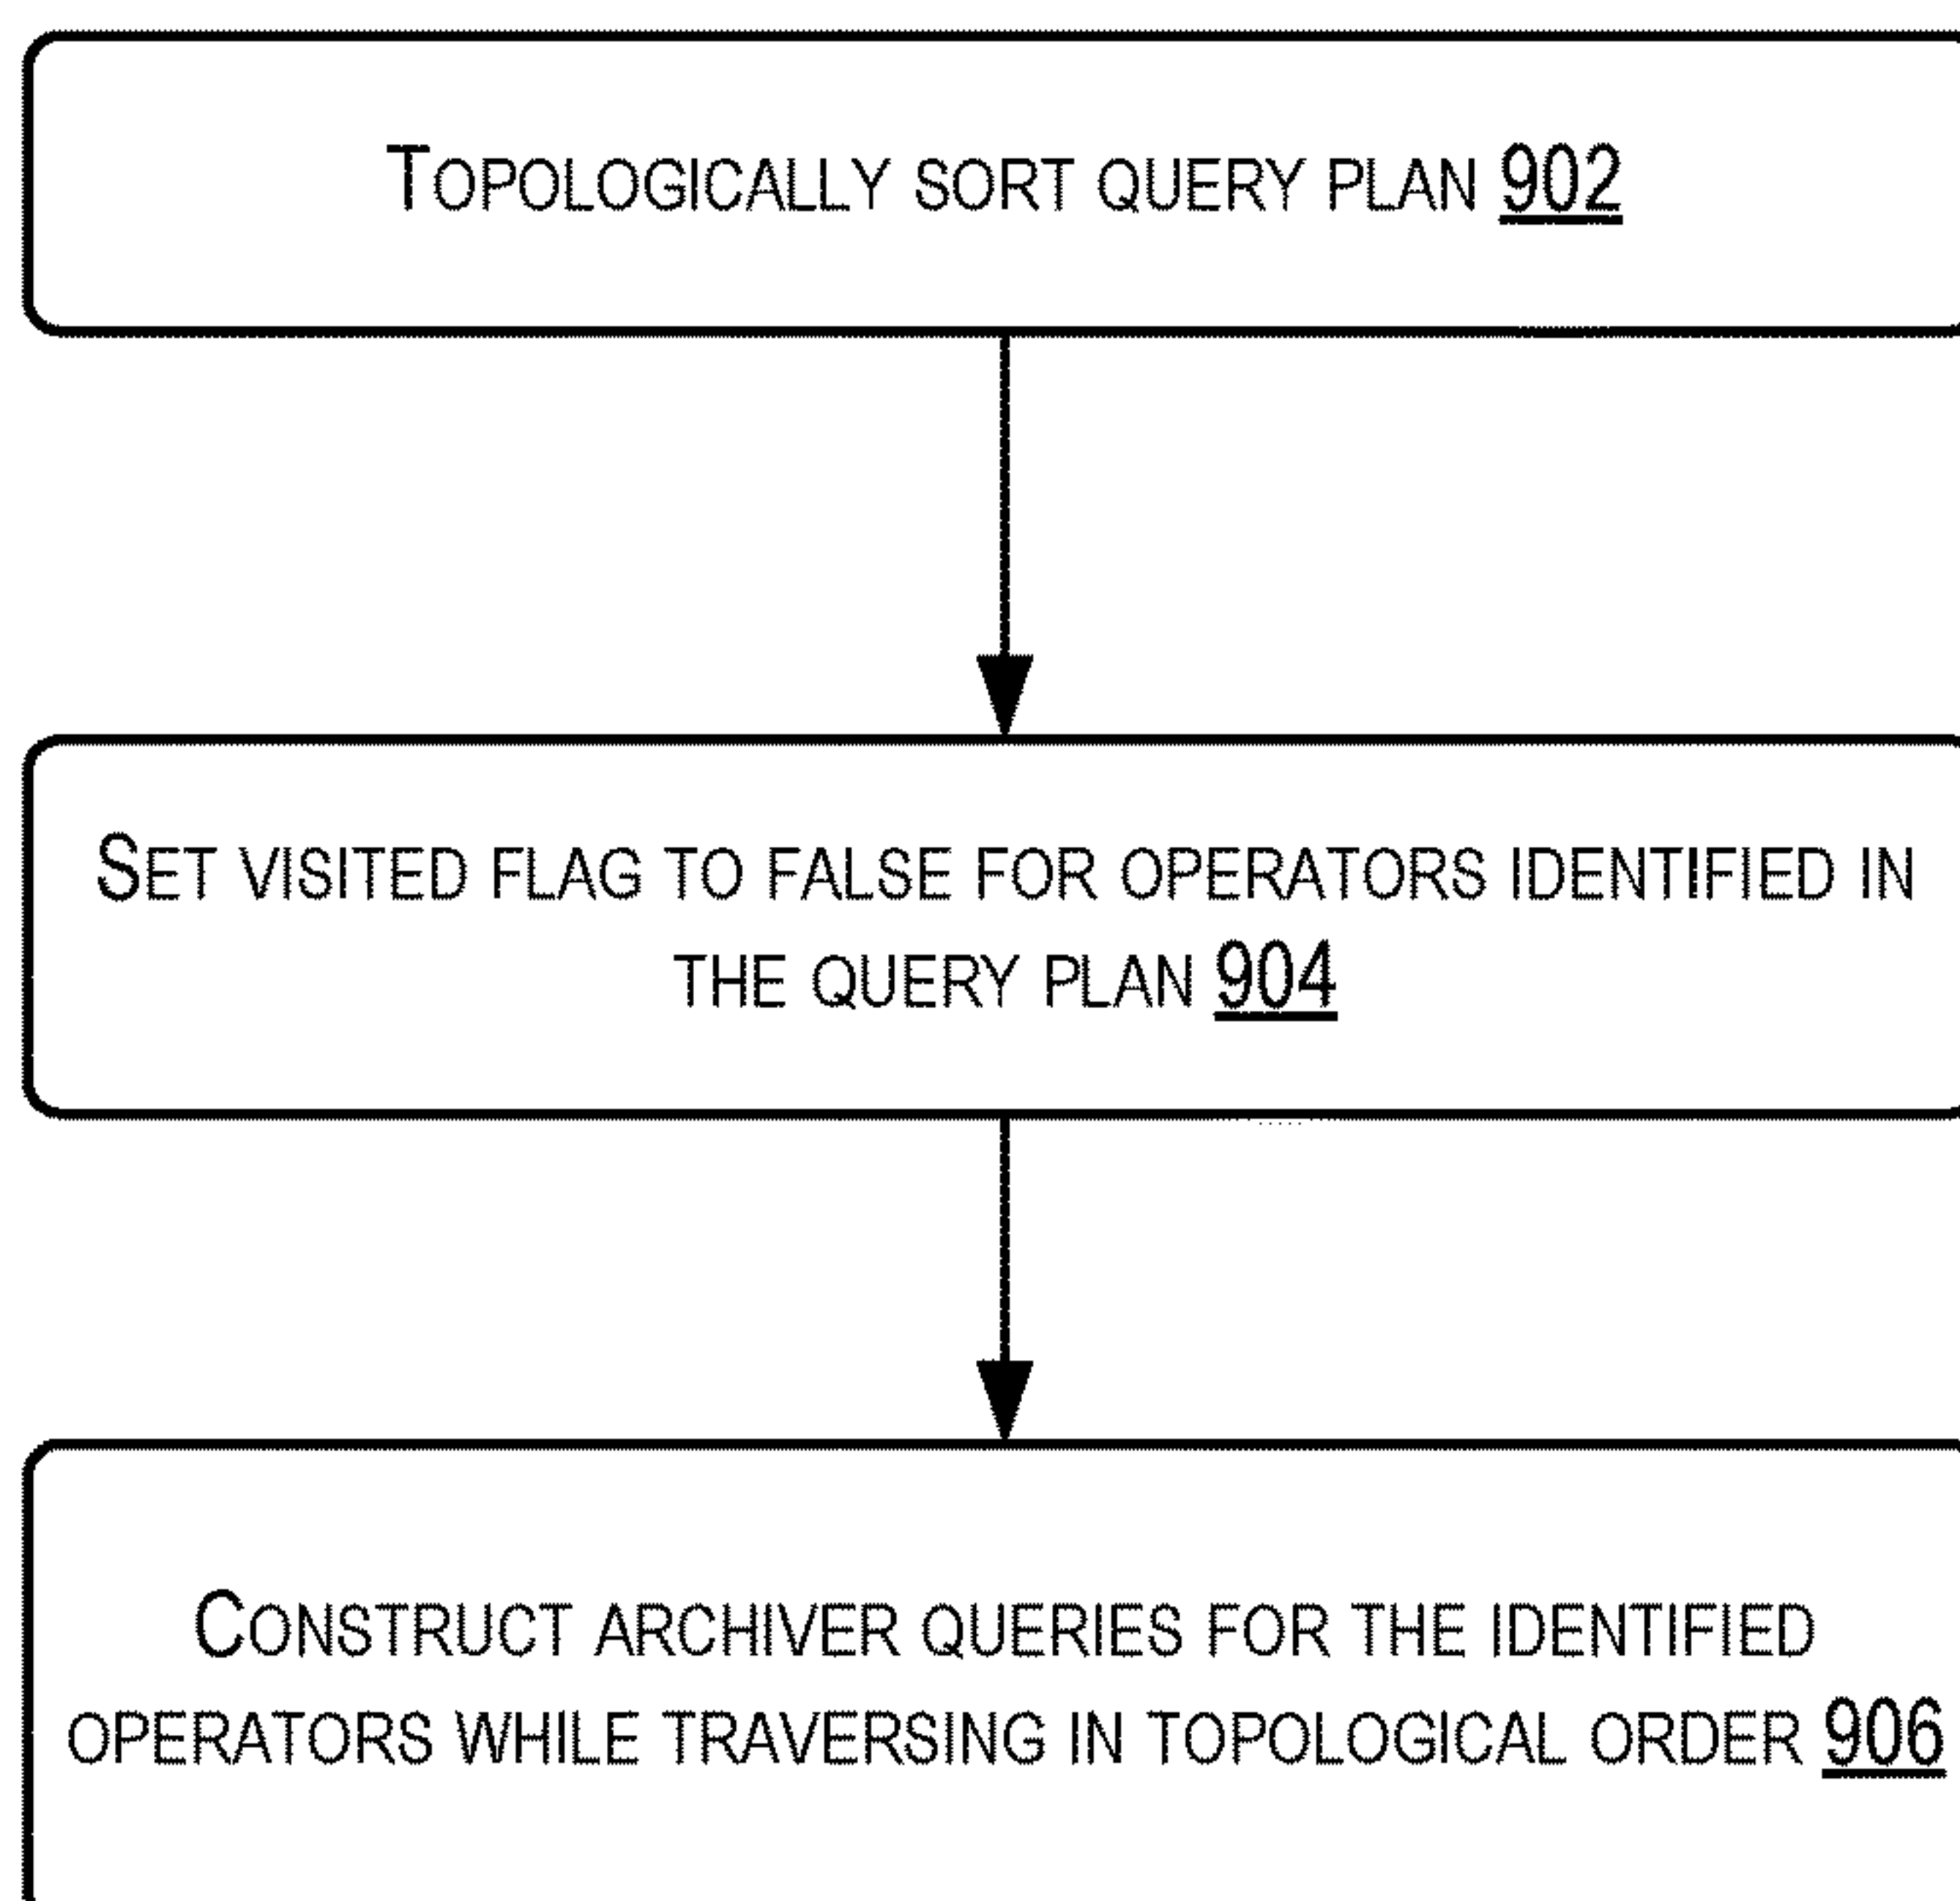 TOPOLOGICALLY SORT QUERY PLAN 902
SET VISITED FLAG TO FALSE FOR OPERATORS IDENTIFIED IN
THE QUERY PLAN 904
CONSTRUCT ARCHIVER QUERIES FOR THE IDENTIFIED
OPERATORS WHILE TRAVERSING IN TOPOLOGICAL ORDER 906